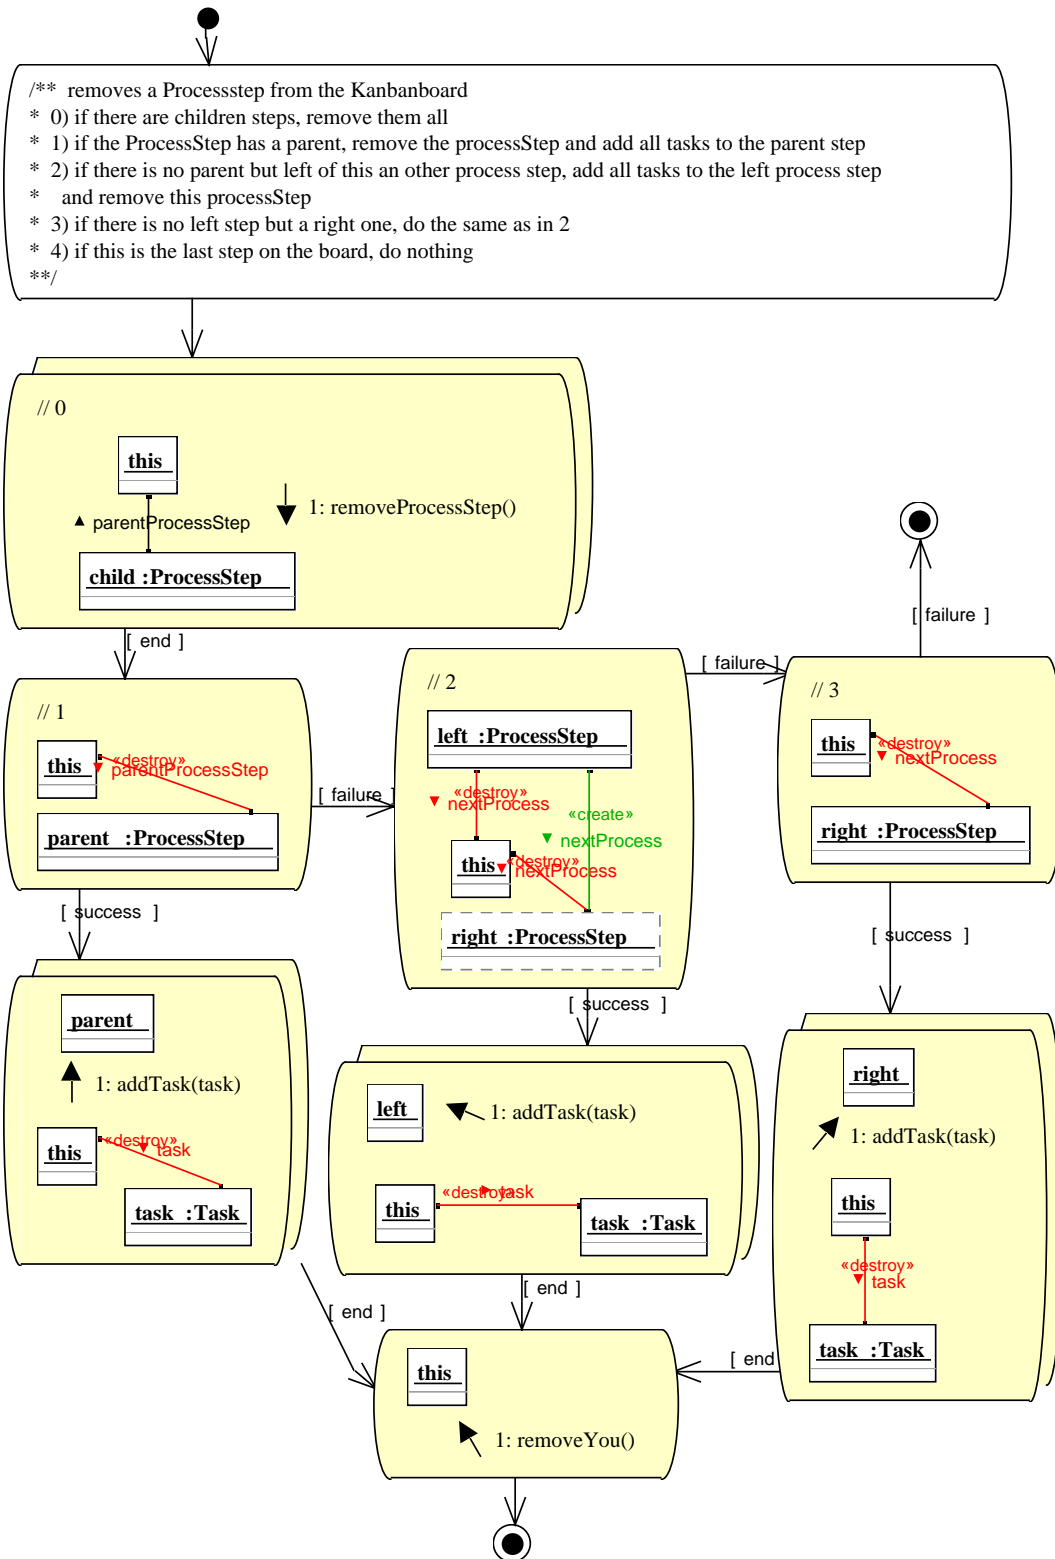 /** removes a Processstep from the Kanbanboard
* 0) if there are children steps, remove them all
* 1) if the ProcessStep has a parent, remove the processStep and add all tasks to the parent step
* 2) if there is no parent but left of this an other process step, add all tasks to the left process step
* and remove this processStep
* 3) if there is no left step but a right one, do the same as in 2
* 4) if this is the last step on the board, do nothing
**/
// 0
this
parentProcessStep
1: removeProcessStep()
child :ProcessStep
[ end ]
[ failure ]
// 1
this
«destroy»
parentProcessStep
parent :ProcessStep
[ failure ]
[ success ]
// 2
left :ProcessStep
«destroy»
nextProcess
«create»
nextProcess
this
«destroy»
nextProcess
right :ProcessStep
[ failure ]
[ success ]
// 3
this
«destroy»
nextProcess
right :ProcessStep
[ success ]
parent
1: addTask(task)
this
«destroy»
task
task :Task
[ end ]
left
1: addTask(task)
this
«destroy»
task
task :Task
[ end ]
right
1: addTask(task)
this
«destroy»
task
task :Task
[ end
this
1: removeYou()